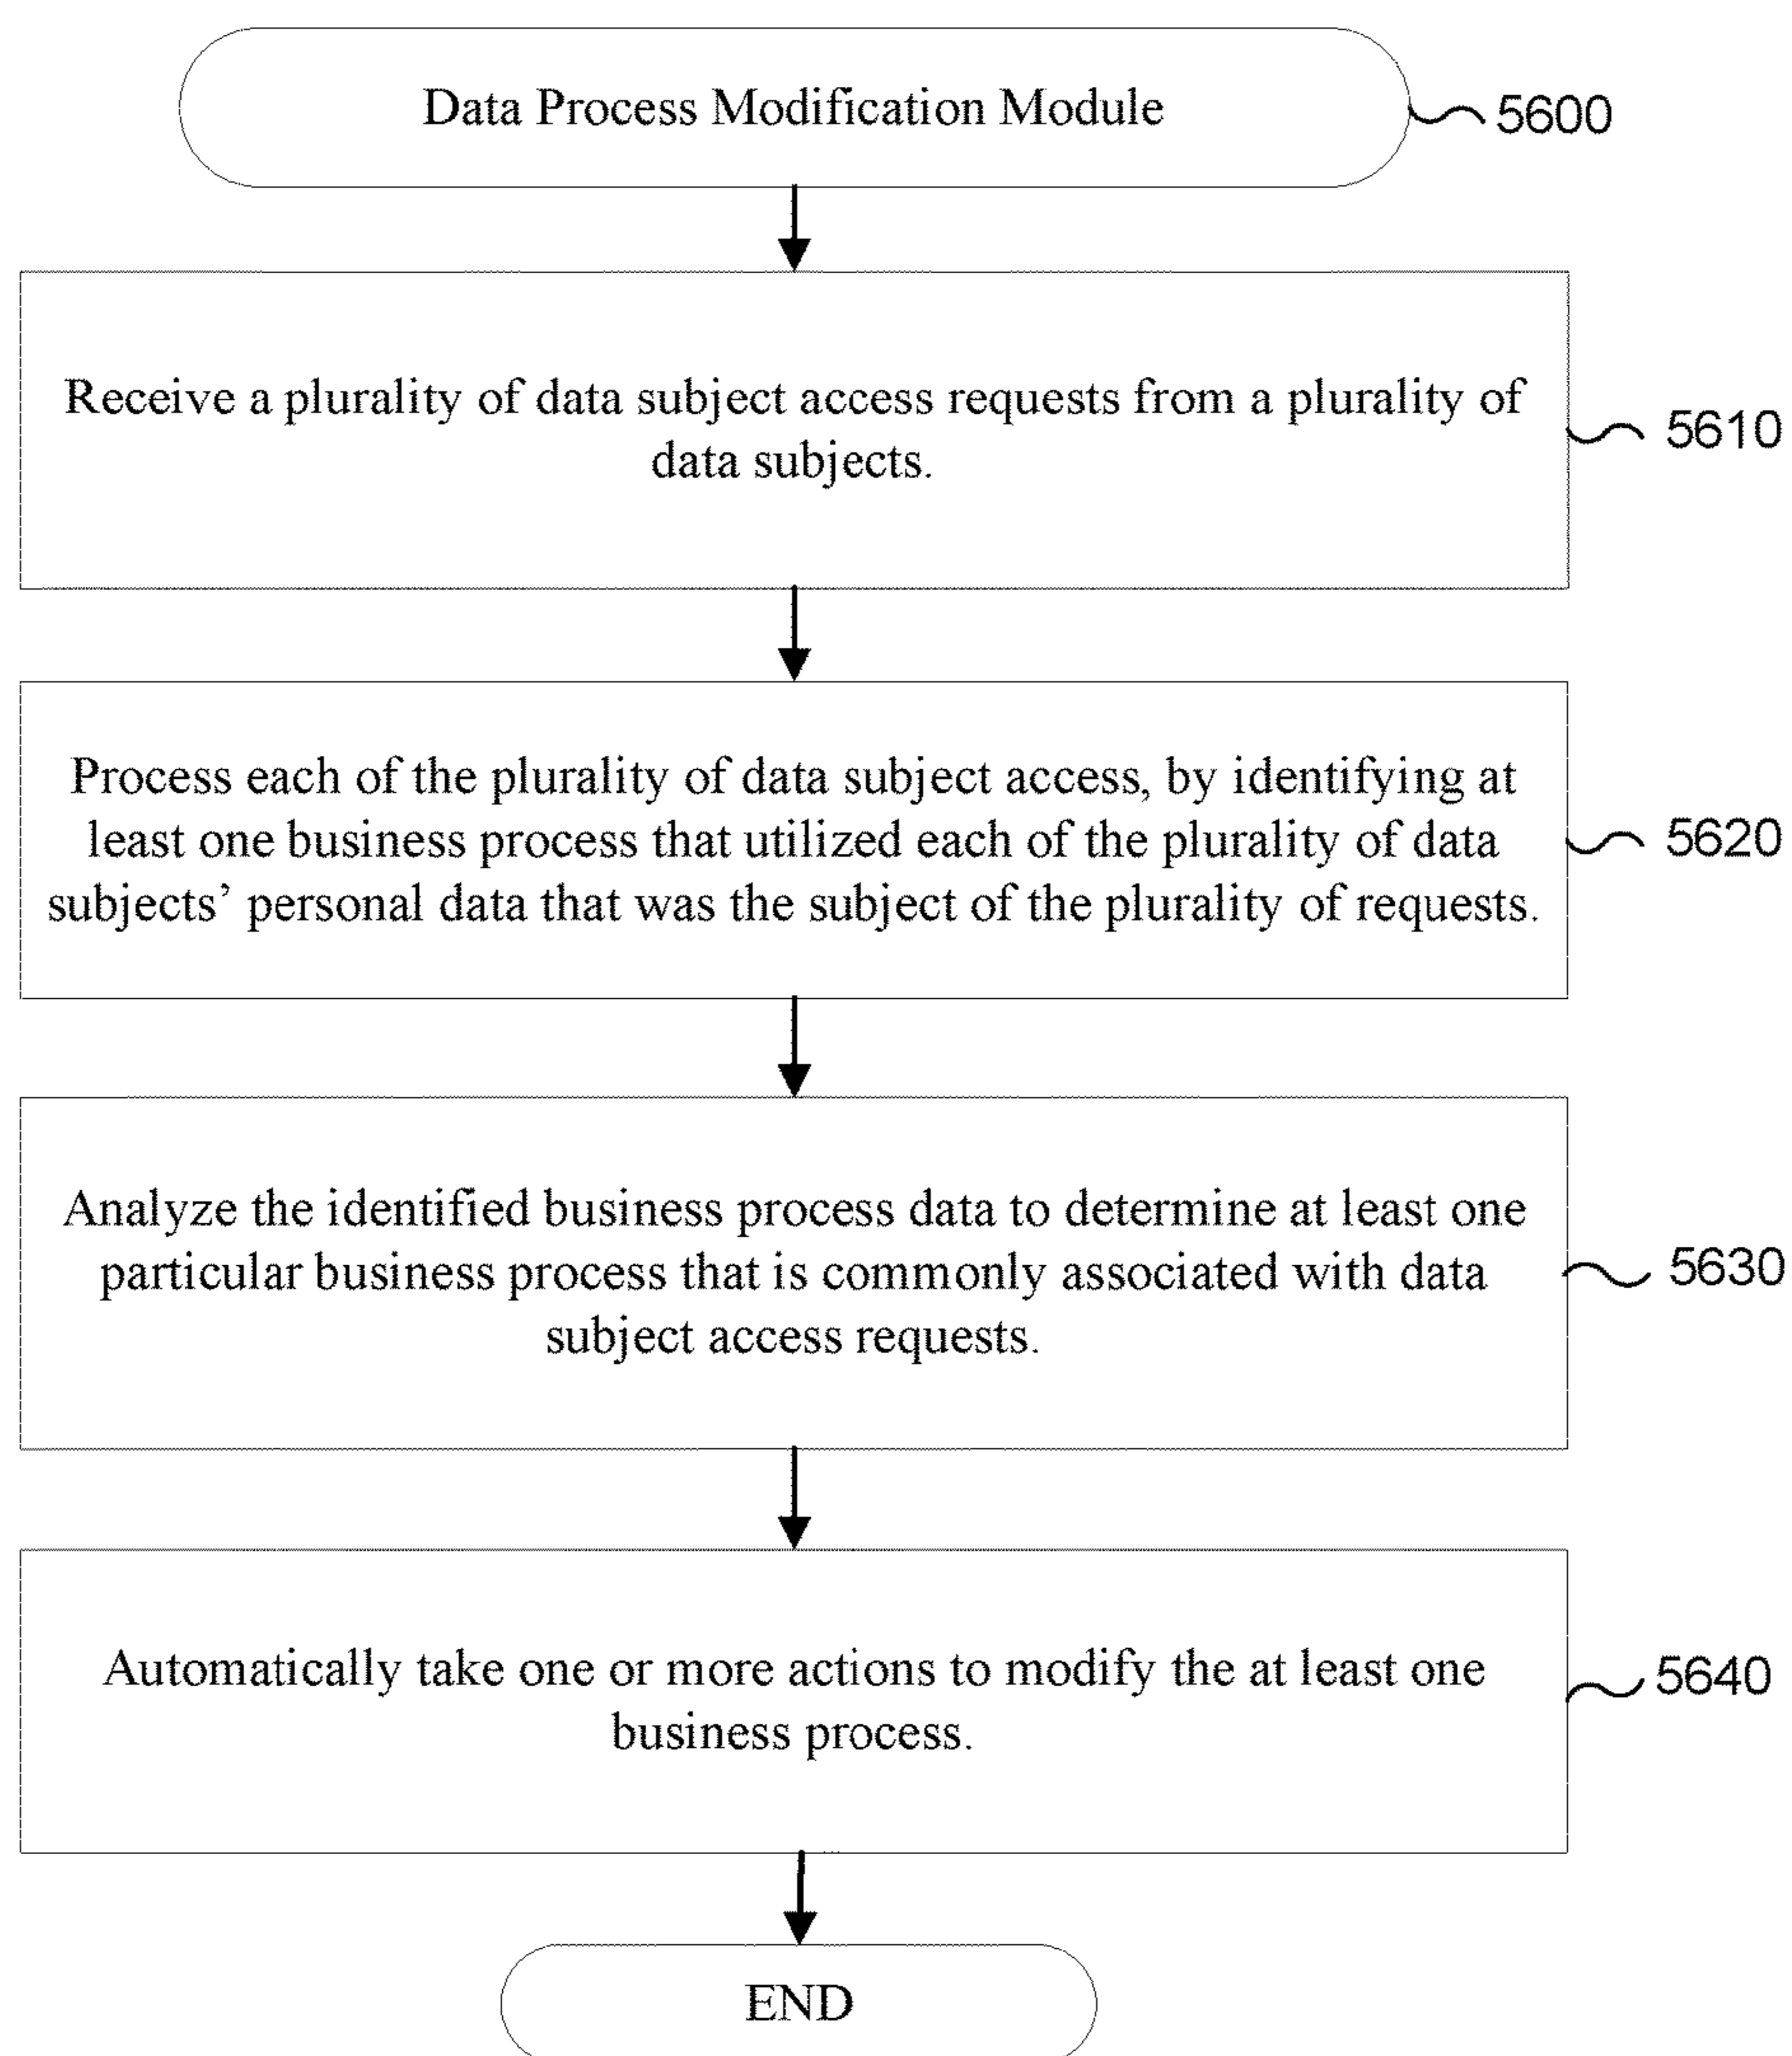 Data Process Modification Module
5600
Receive a plurality of data subject access requests from a plurality of
data subjects.
5610
Process each of the plurality of data subject access, by identifying at
least one business process that utilized each of the plurality of data
subjects’ personal data that was the subject of the plurality of requests.
5620
Analyze the identified business process data to determine at least one
particular business process that is commonly associated with data
subject access requests.
5630
Automatically take one or more actions to modify the at least one
business process.
5640
END